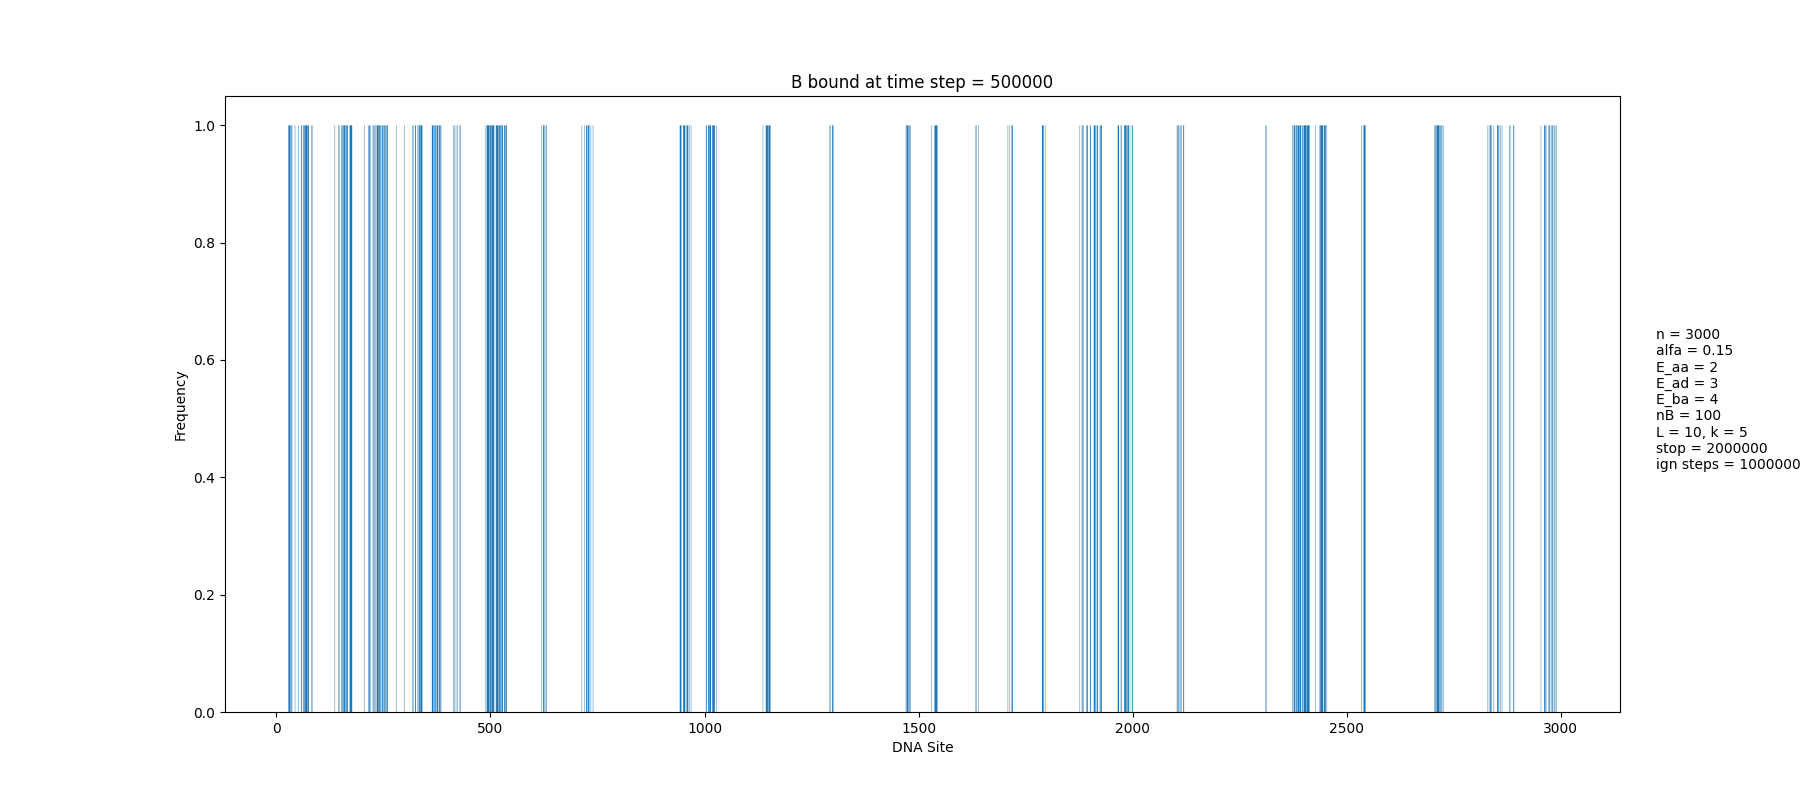 B bound at time step = 500000
1.0
0.8
0.6
0.4
0.2
0.0
Frequency
0 500 1000 1500 2000 2500 3000
DNA Site
n = 3000
alfa = 0.15
E_aa = 2
E_ad = 3
E_ba = 4
nB = 100
L = 10, k = 5
stop = 2000000
ign steps = 1000000